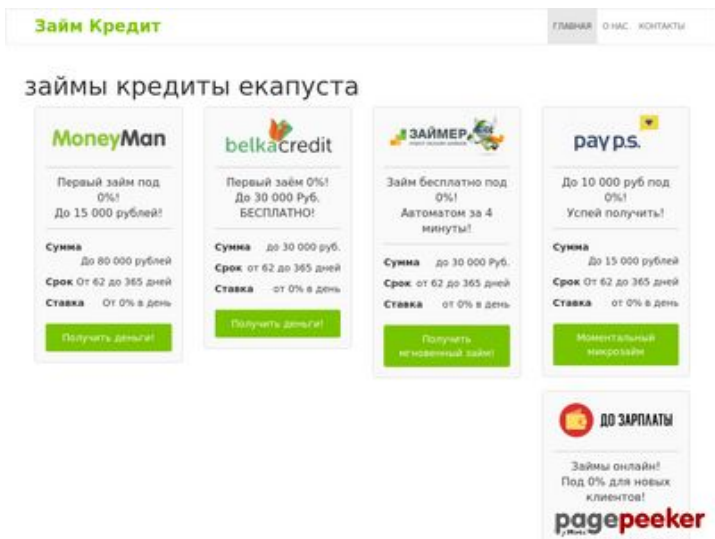 Займ Кредит
ГЛАВНАЯ О НАС КОНТАКТЫ
займы кредиты екапуста
MoneyMan
Первый займ под
0%!
До 15 000 рублей!
Сумма
До 80 000 рублей
Срок От 62 до 365 дней
Ставка От 0% в день
Получить деньги!
belkacredit
Первый заём 0%!
До 30 000 Руб.
БЕСПЛАТНО!
Сумма до 30 000 руб.
Срок от 62 до 365 дней
Ставка от 0% в день
Получить деньги!
ЗАЙМЕР
Займ бесплатно под
0%!
Автоматом за 4
минуты!
Сумма до 30 000 Руб.
Срок от 62 до 365 дней
Ставка от 0% в день
Получить
мгновенный займ!
pay p.s.
До 10 000 руб под
0%!
Успей получить!
Сумма
До 15 000 рублей
Срок От 62 до 365 дней
Ставка от 0% в день
Моментальный
микрозайм
ДО ЗАРПЛАТЫ
Займы онлайн!
Под 0% для новых
клиентов!
pagepeeker